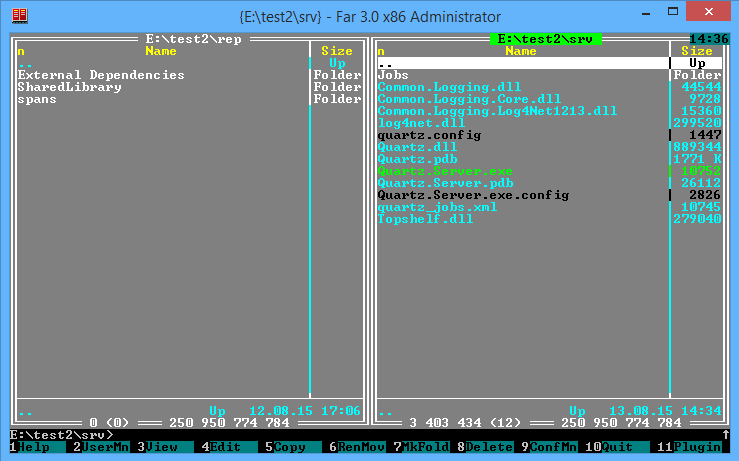 {E:\test2\srv} - Far 3.0 x86 Administrator
E:\test2\rep
n Name Size
.. Up
External Dependencies Folder
SharedLibrary Folder
spans Folder
.. Up 12.08.15 17:06
0 (0) 250 950 774 784
E:\test2\srv 14:36
n Name Size
.. Up
Jobs Folder
Common.Logging.dll 44544
Common.Logging.Core.dll 9728
Common.Logging.Log4Net1213.dll 15360
log4net.dll 299520
quartz.config 1447
Quartz.dll 889344
Quartz.pdb 1771 K
Quartz.Server.exe 10752
Quartz.Server.pdb 26112
Quartz.Server.exe.config 2826
quartz_jobs.xml 10745
Topshelf.dll 279040
.. Up 13.08.15 14:34
3 403 434 (12) 250 950 774 784
E:\test2\srv>
1Help 2UserMn 3View 4Edit 5Copy 6RenMov 7MkFold 8Delete 9ConfMn 10Quit 11Plugin